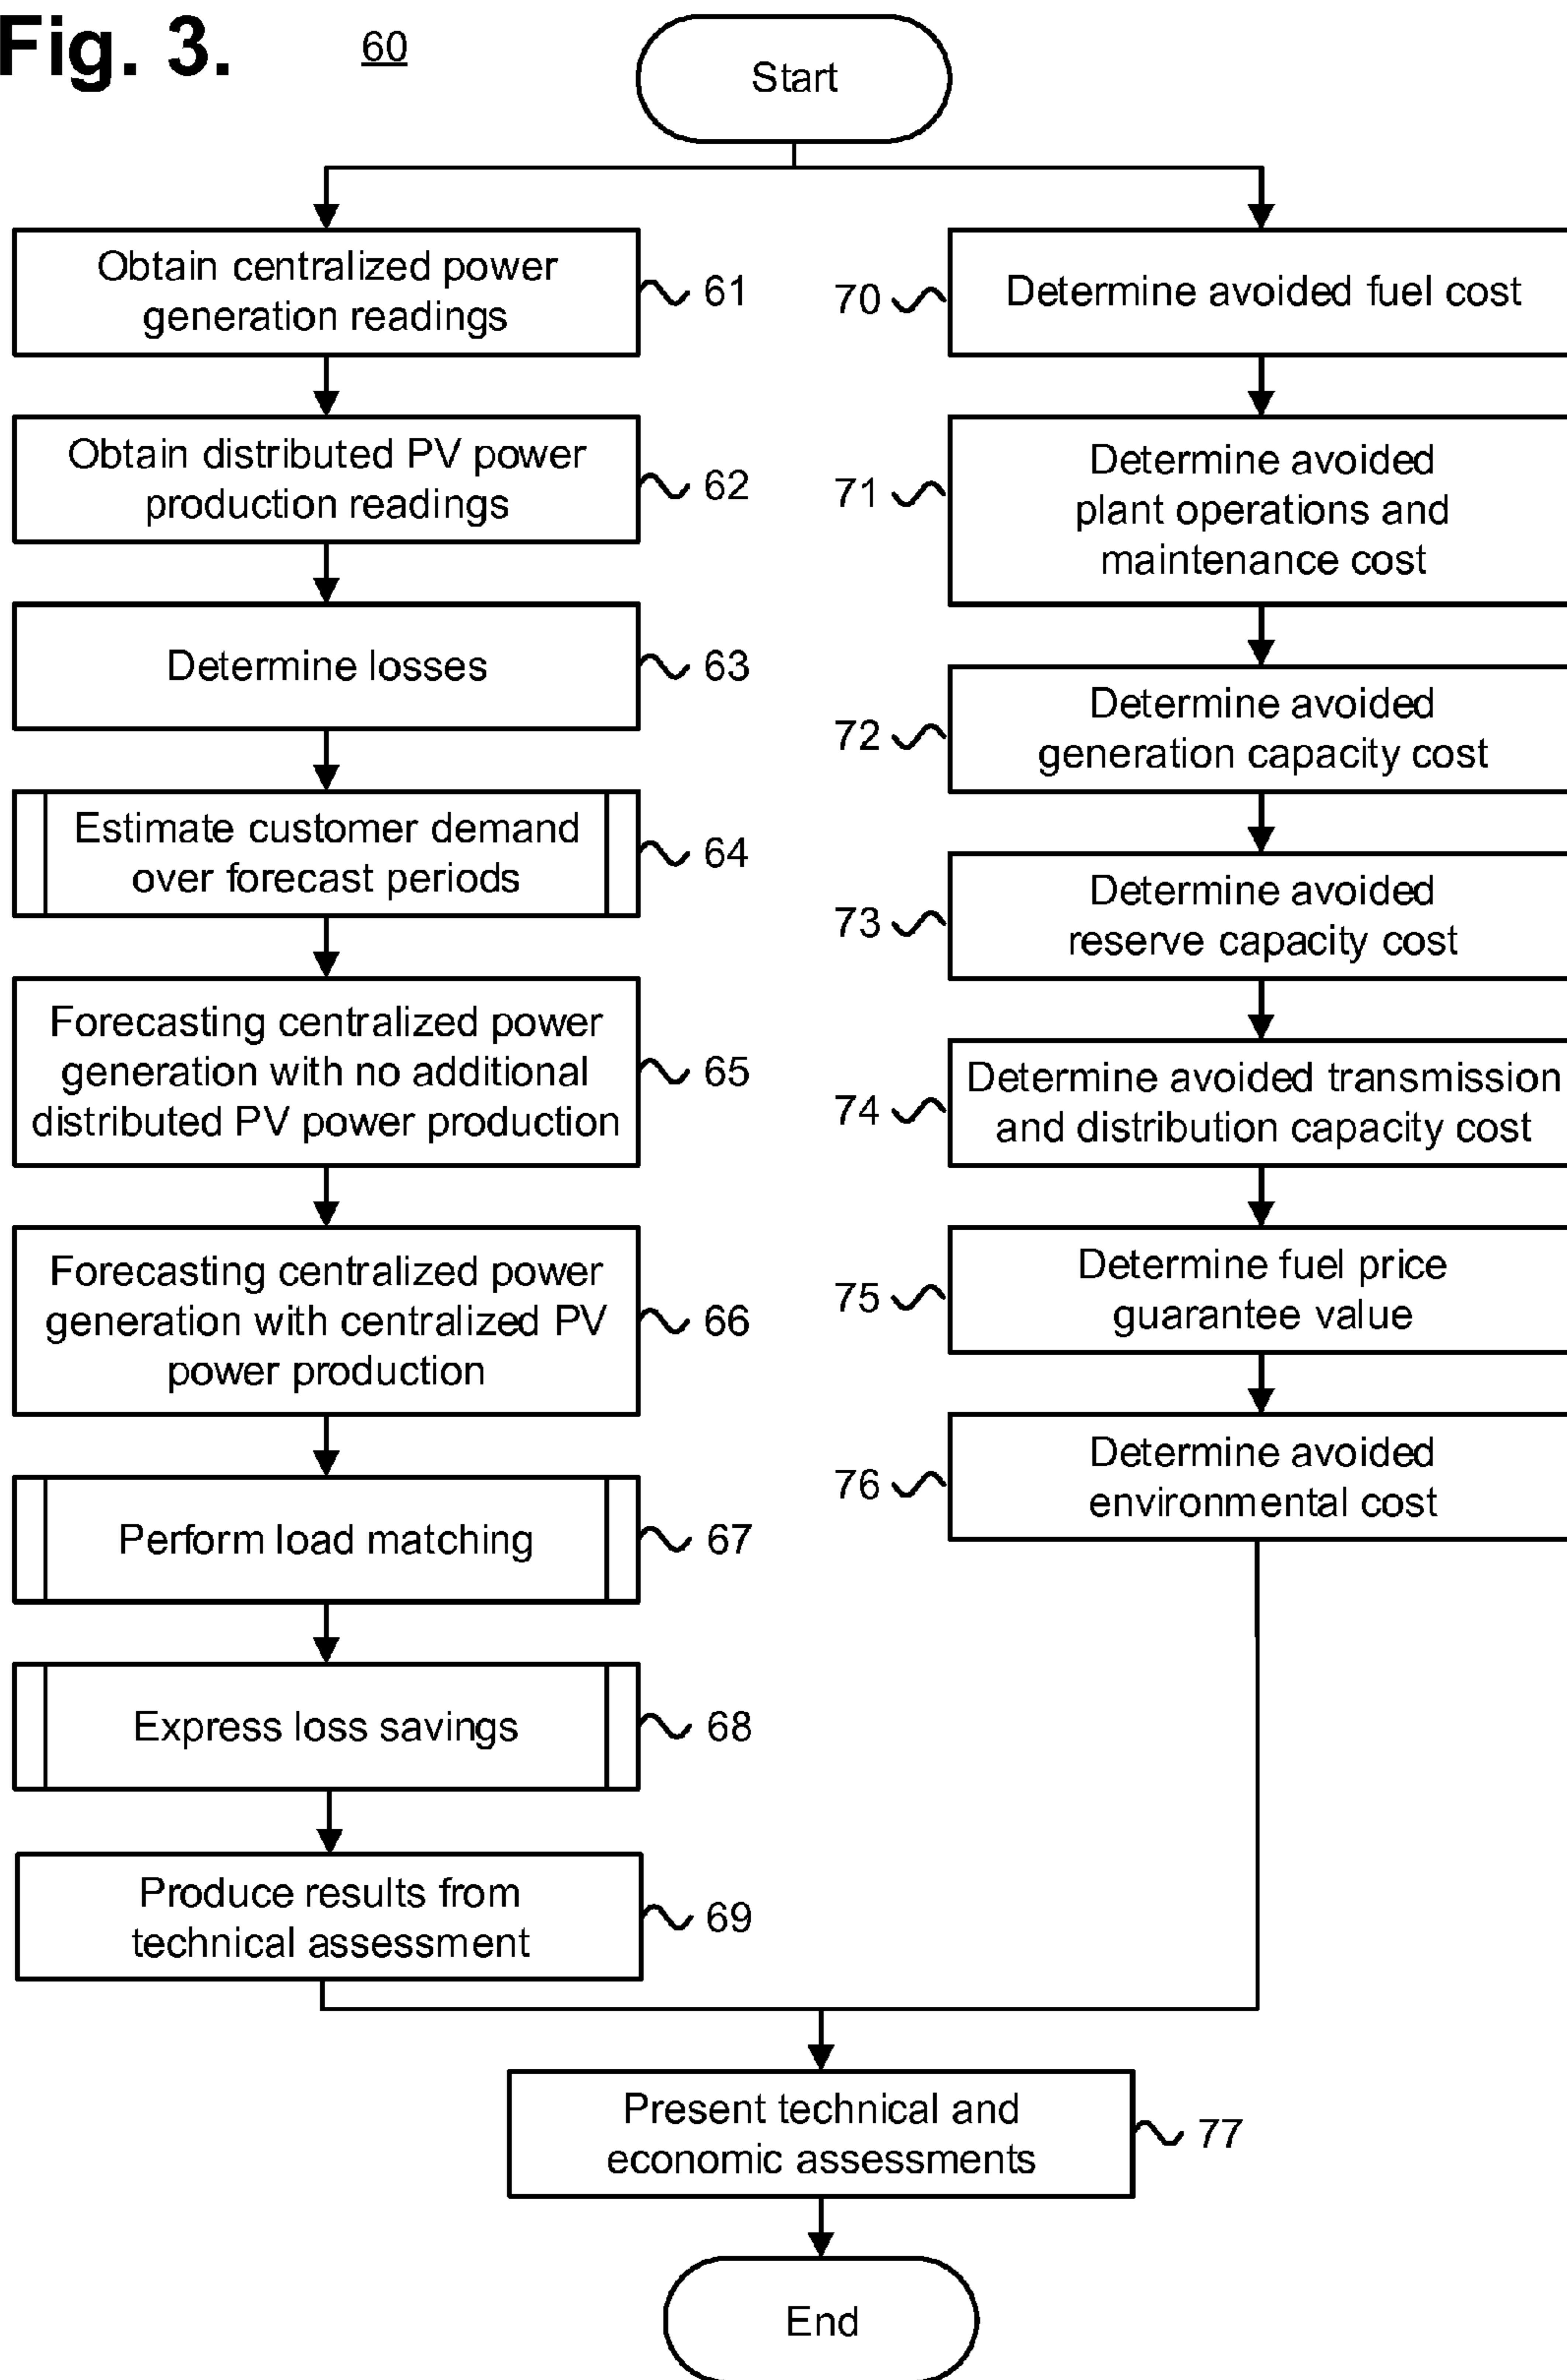 Fig. 3.
60
Start
Obtain centralized power
generation readings
61
Obtain distributed PV power
production readings
62
Determine losses
63
Estimate customer demand
over forecast periods
64
Forecasting centralized power
generation with no additional
distributed PV power production
65
Forecasting centralized power
generation with centralized PV
power production
66
Perform load matching
67
Express loss savings
68
Produce results from
technical assessment
69
70
Determine avoided fuel cost
71
Determine avoided
plant operations and
maintenance cost
72
Determine avoided
generation capacity cost
73
Determine avoided
reserve capacity cost
74
Determine avoided transmission
and distribution capacity cost
75
Determine fuel price
guarantee value
76
Determine avoided
environmental cost
Present technical and
economic assessments
77
End